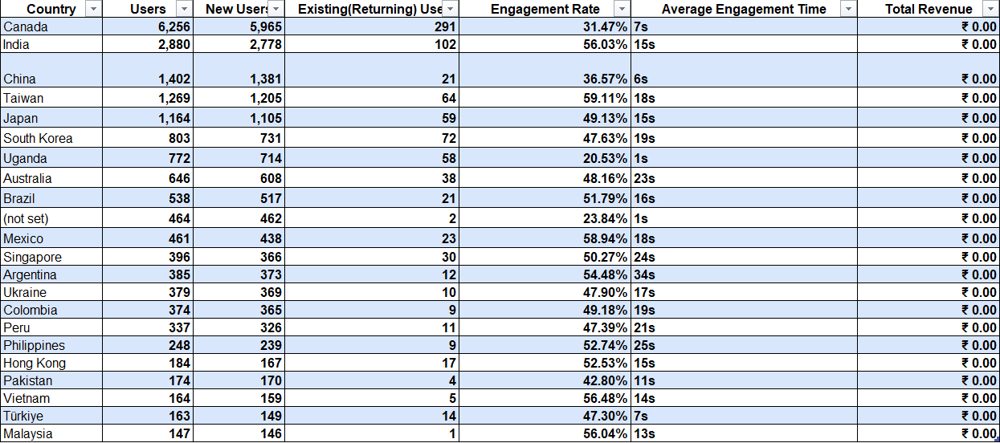 Country Users New Users Existing(Returning) Use Engagement Rate Average Engagement Time Total Revenue
Canada 6,256 5,965 291 31.47% 7s ₹ 0.00
India 2,880 2,778 102 56.03% 15s ₹ 0.00
China 1,402 1,381 21 36.57% 6s ₹ 0.00
Taiwan 1,269 1,205 64 59.11% 18s ₹ 0.00
Japan 1,164 1,105 59 49.13% 15s ₹ 0.00
South Korea 803 731 72 47.63% 19s ₹ 0.00
Uganda 772 714 58 20.53% 1s ₹ 0.00
Australia 646 608 38 48.16% 23s ₹ 0.00
Brazil 538 517 21 51.79% 16s ₹ 0.00
(not set) 464 462 2 23.84% 1s ₹ 0.00
Mexico 461 438 23 58.94% 18s ₹ 0.00
Singapore 396 366 30 50.27% 24s ₹ 0.00
Argentina 385 373 12 54.48% 34s ₹ 0.00
Ukraine 379 369 10 47.90% 17s ₹ 0.00
Colombia 374 365 9 49.18% 19s ₹ 0.00
Peru 337 326 11 47.39% 21s ₹ 0.00
Philippines 248 239 9 52.74% 25s ₹ 0.00
Hong Kong 184 167 17 52.53% 15s ₹ 0.00
Pakistan 174 170 4 42.80% 11s ₹ 0.00
Vietnam 164 159 5 56.48% 14s ₹ 0.00
Türkiye 163 149 14 47.30% 7s ₹ 0.00
Malaysia 147 146 1 56.04% 13s ₹ 0.00